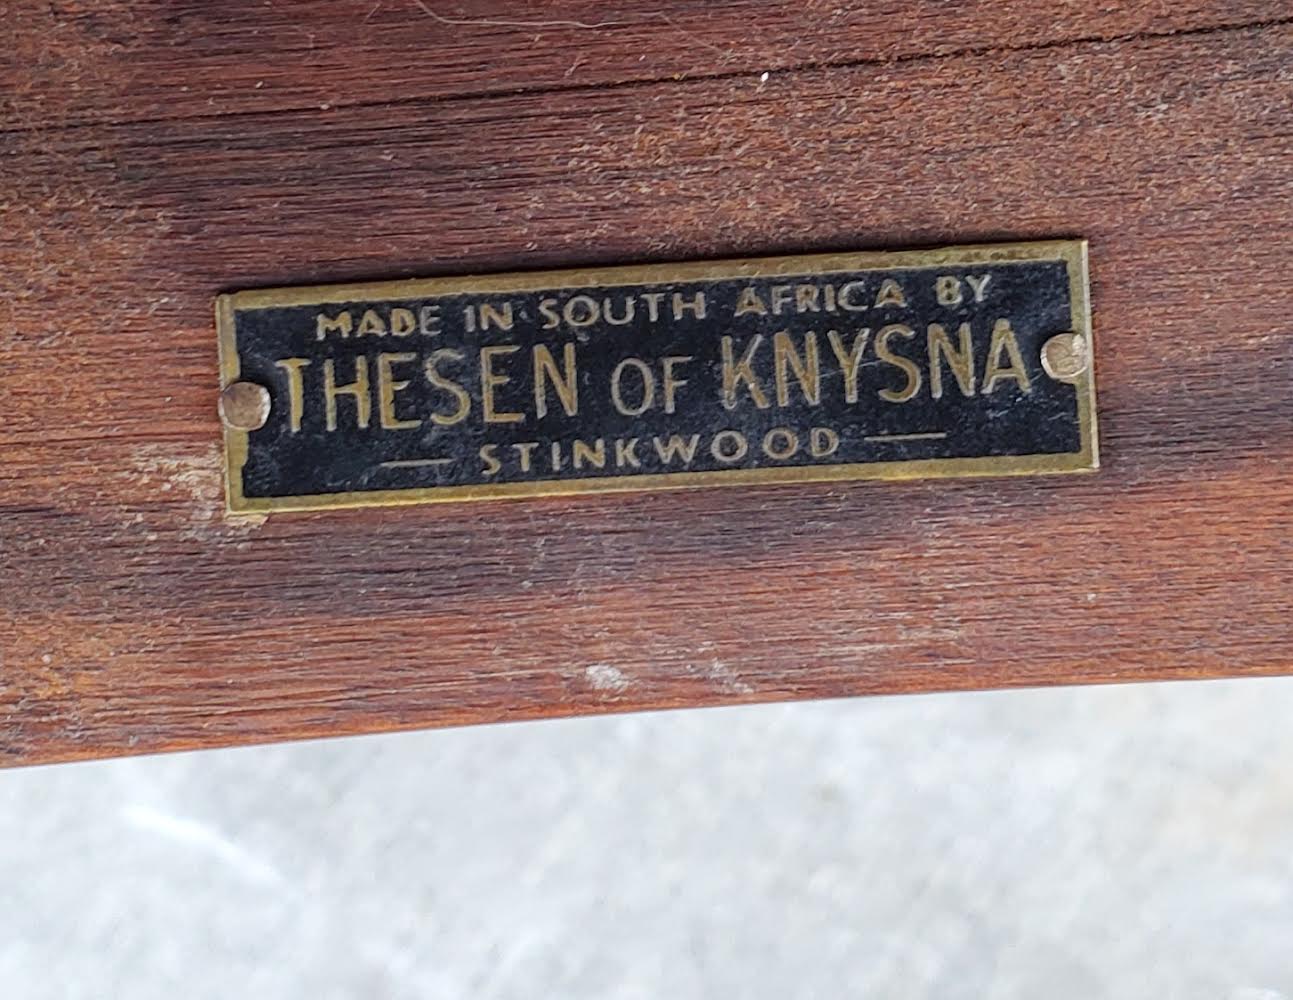 MADE IN SOUTH AFRICA BY
THESEN OF KNYSNA
— STINKWOOD —